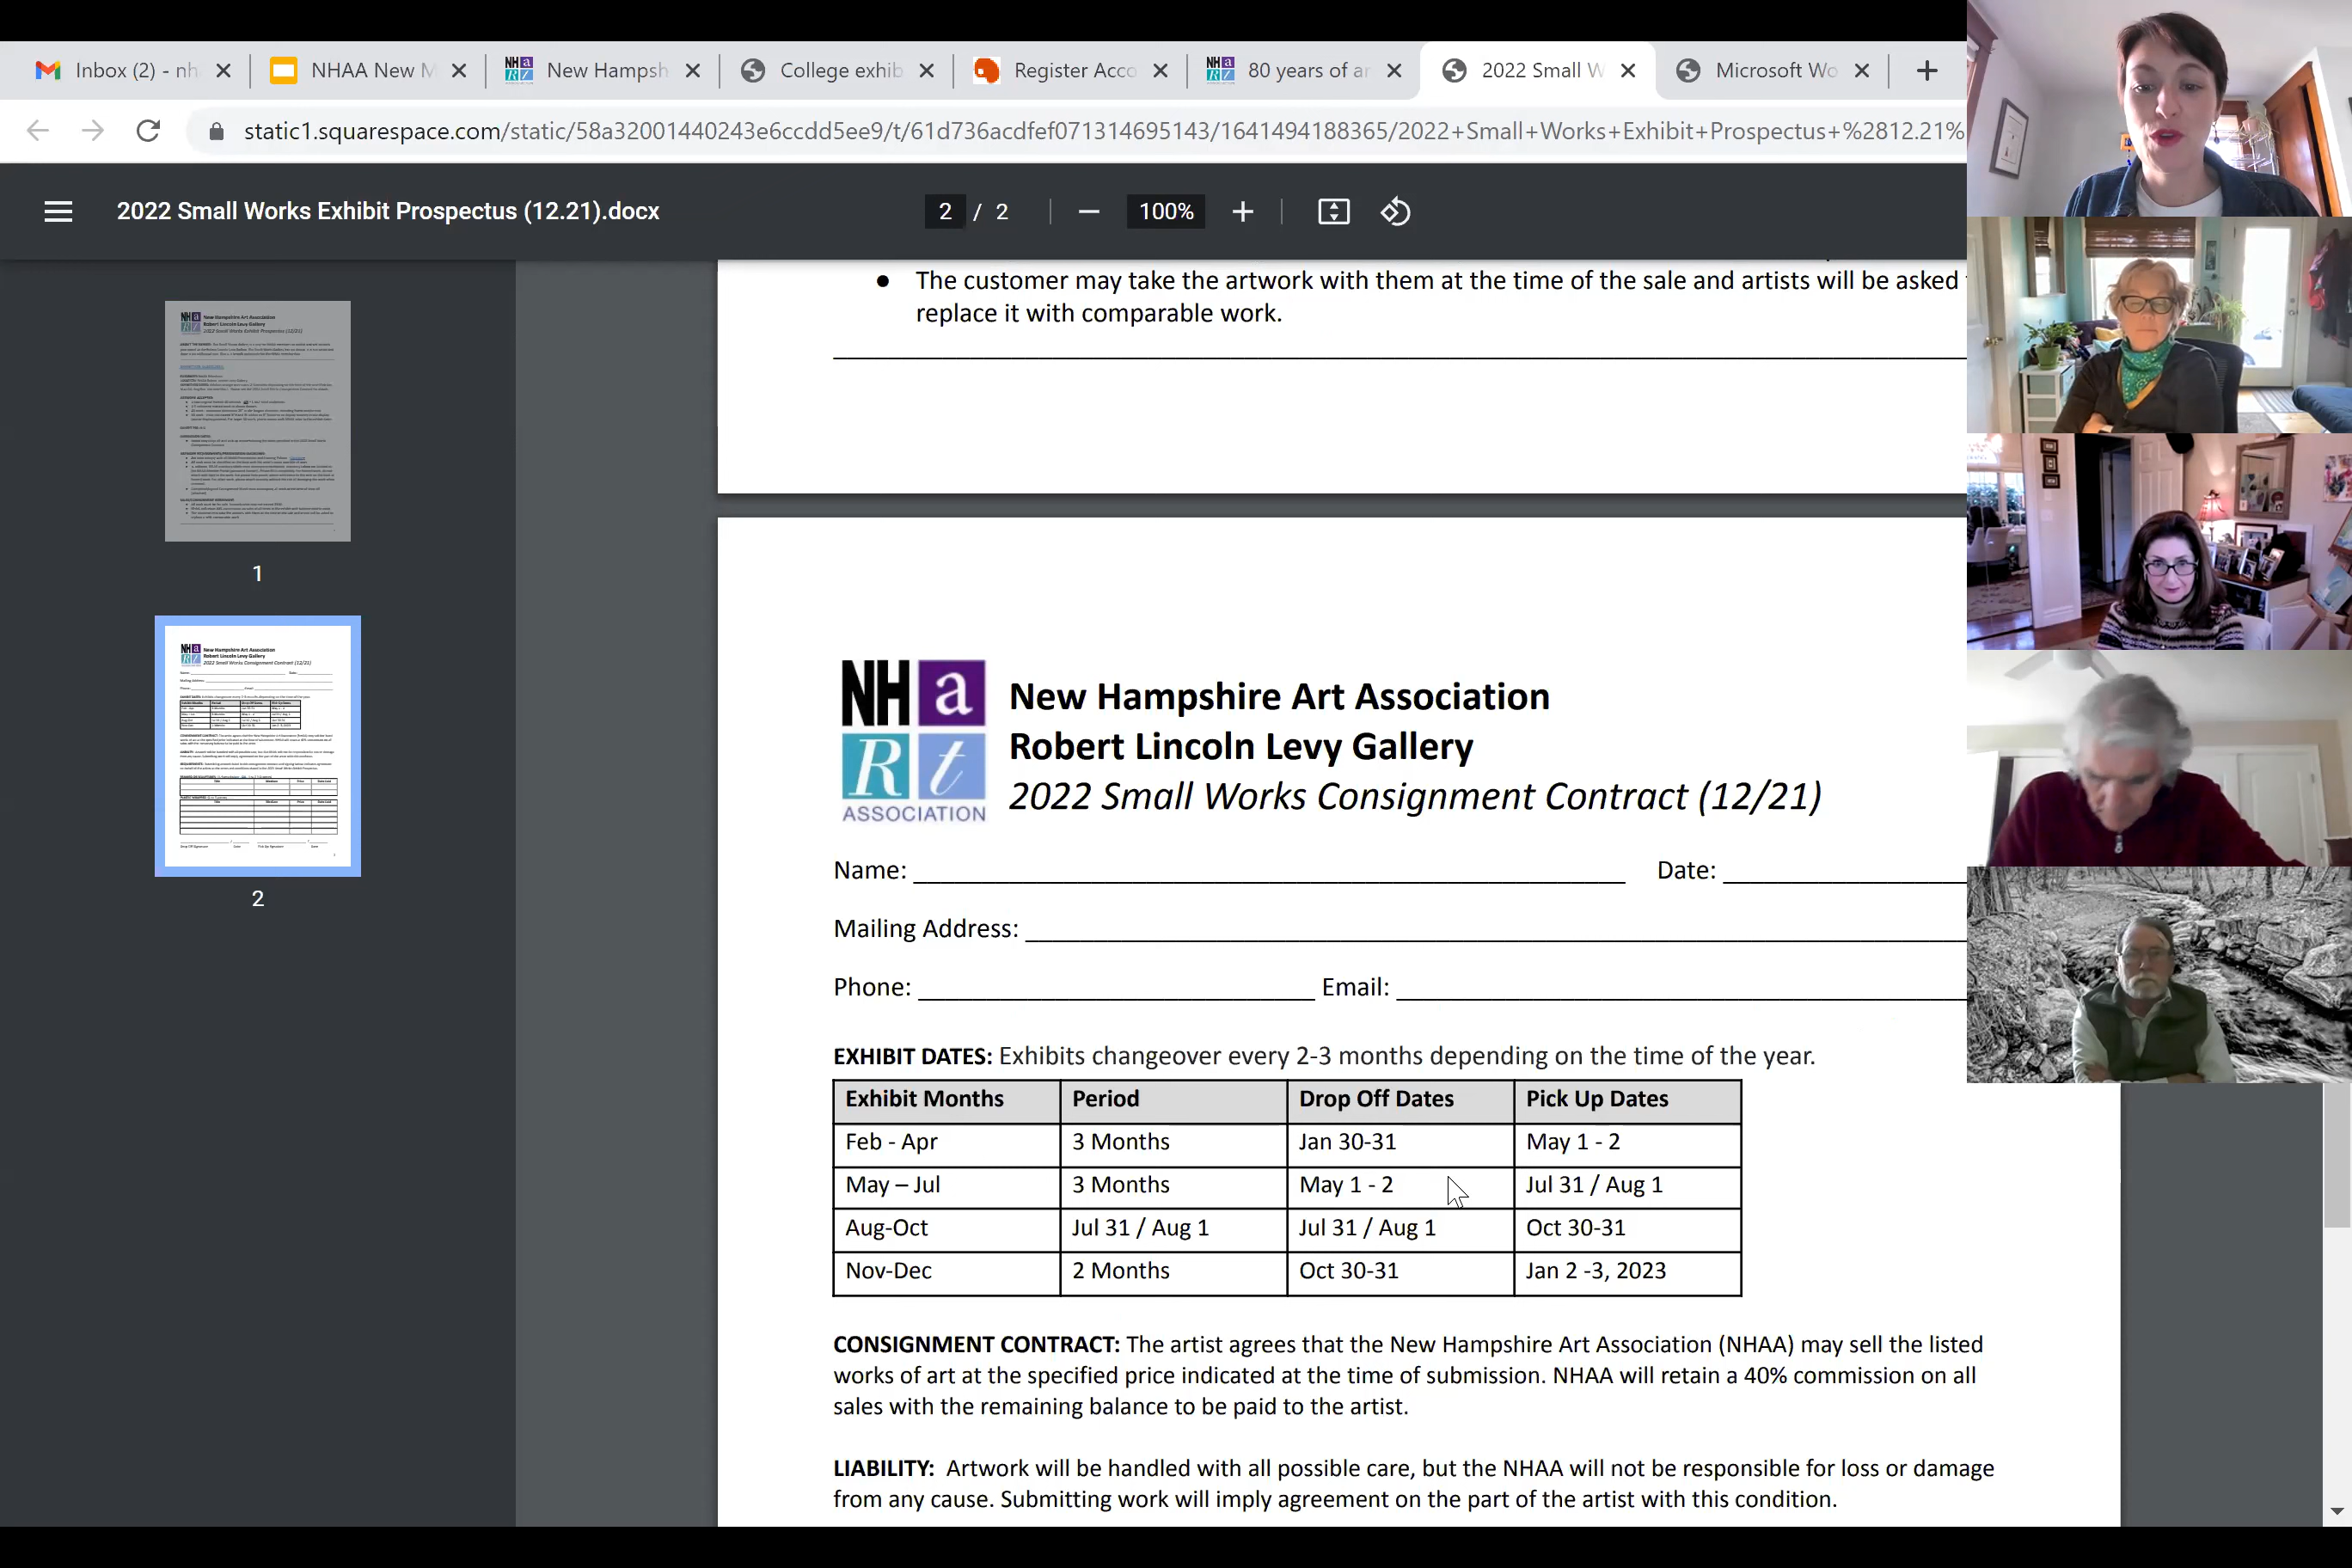 Inbox (2) - nh
NHAA New M
New Hampsh
College exhib
Register Acco
80 years of ar
2022 Small W
Microsoft Wo
static1.squarespace.com/static/58a32001440243e6ccdd5ee9/t/61d736acdfef071314695143/1641494188365/2022+Small+Works+Exhibit+Prospectus+%2812.21%
2022 Small Works Exhibit Prospectus (12.21).docx
2 / 2
100%
The customer may take the artwork with them at the time of the sale and artists will be asked
replace it with comparable work.
1
2
NH a
R t
ASSOCIATION
New Hampshire Art Association
Robert Lincoln Levy Gallery
2022 Small Works Consignment Contract (12/21)
Name: Date:
Mailing Address:
Phone: Email:
EXHIBIT DATES: Exhibits changeover every 2-3 months depending on the time of the year.
Exhibit Months Period Drop Off Dates Pick Up Dates
Feb - Apr 3 Months Jan 30-31 May 1 - 2
May – Jul 3 Months May 1 - 2 Jul 31 / Aug 1
Aug-Oct Jul 31 / Aug 1 Jul 31 / Aug 1 Oct 30-31
Nov-Dec 2 Months Oct 30-31 Jan 2 -3, 2023
CONSIGNMENT CONTRACT: The artist agrees that the New Hampshire Art Association (NHAA) may sell the listed
works of art at the specified price indicated at the time of submission. NHAA will retain a 40% commission on all
sales with the remaining balance to be paid to the artist.
LIABILITY: Artwork will be handled with all possible care, but the NHAA will not be responsible for loss or damage
from any cause. Submitting work will imply agreement on the part of the artist with this condition.